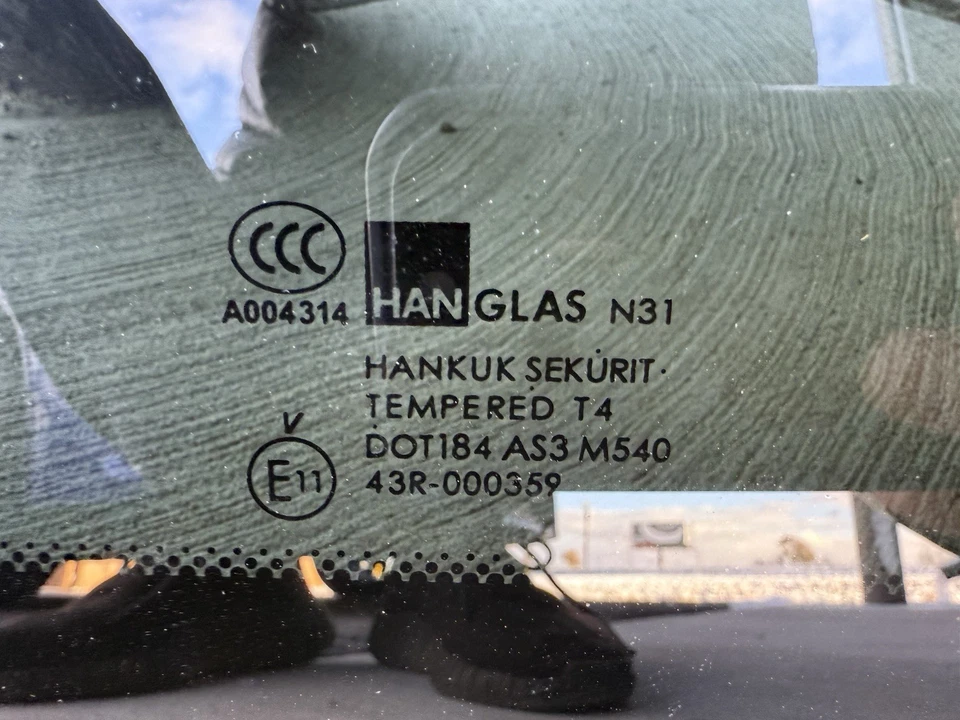 CCC
A004314
HANGLAS N31
HANKUK SEKURIT
TEMPERED T4
DOT184 AS3 M540
V
E11
43R-000359